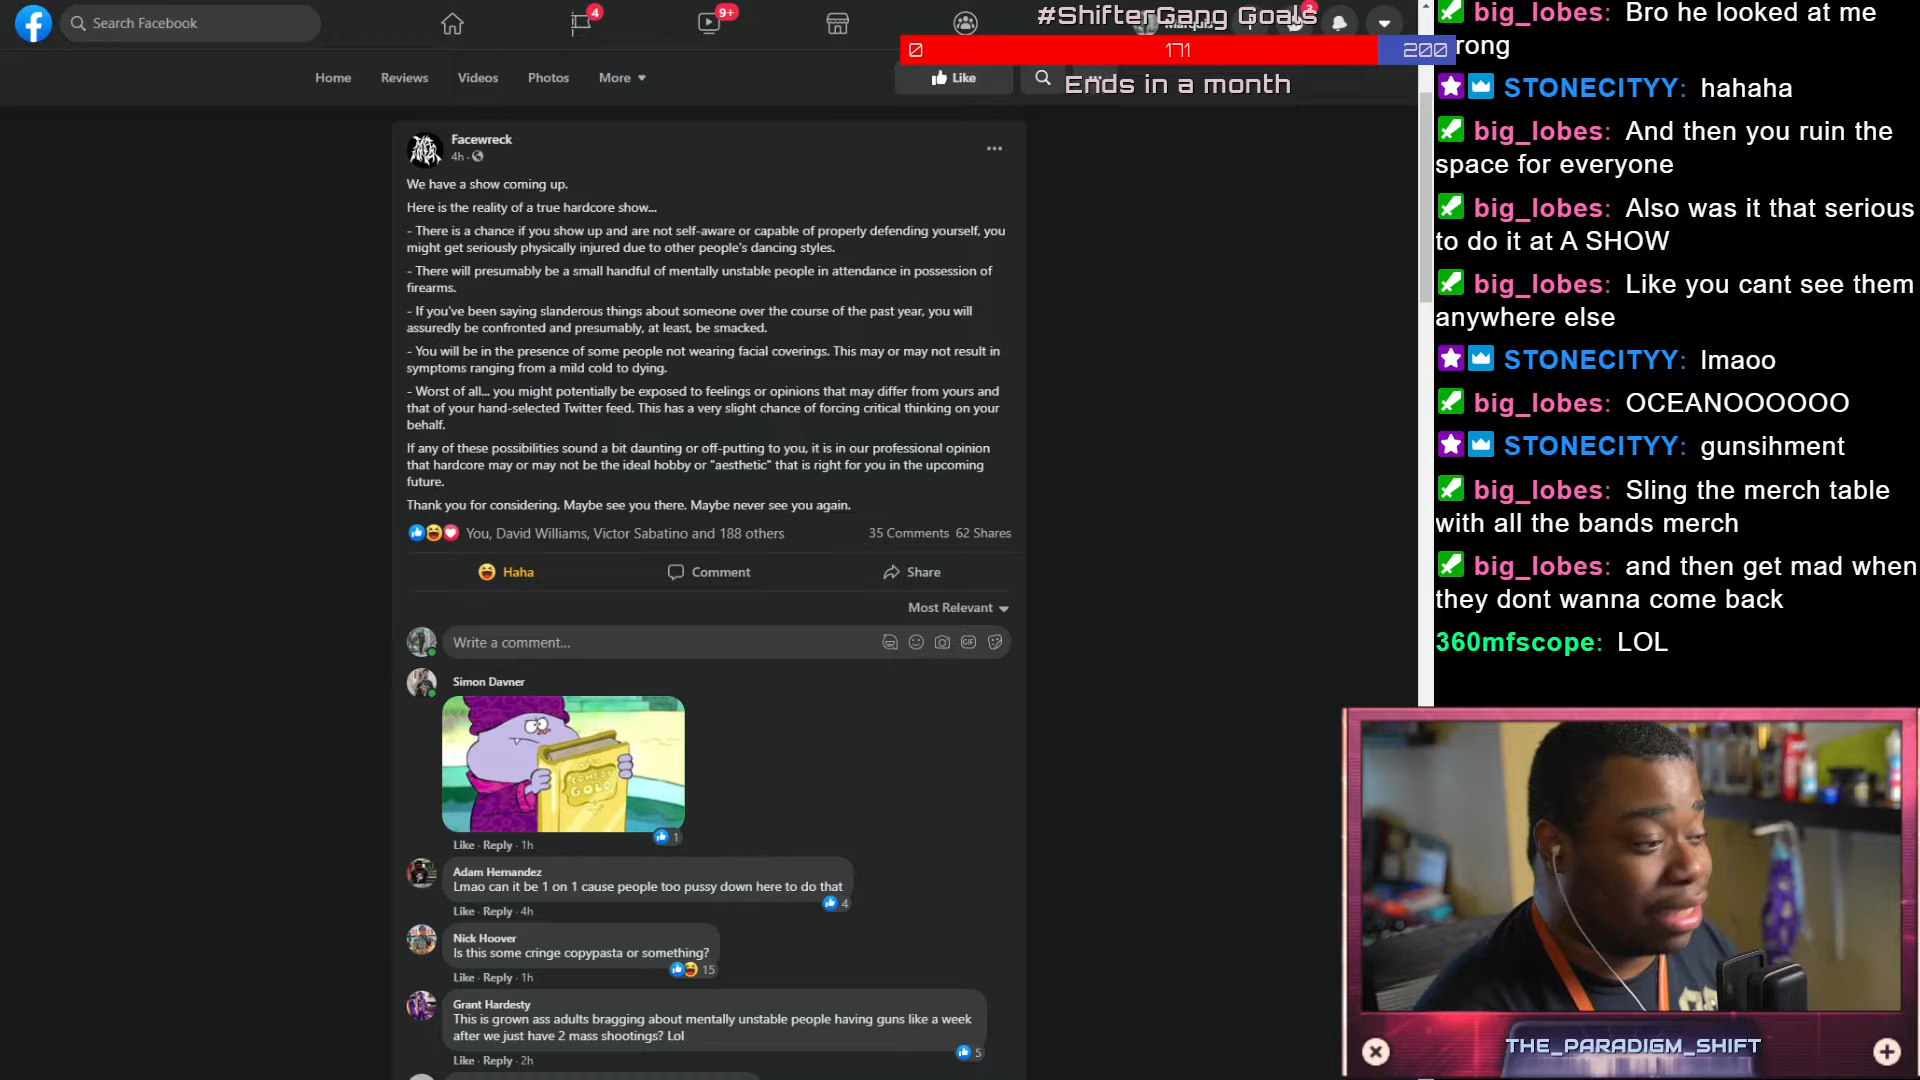 Search Facebook
4
9+
#ShifterGang Goals
2
0
171
200
Ends in a month
Home
Reviews
Videos
Photos
More
Like
Facewreck
4h
We have a show coming up.
Here is the reality of a true hardcore show...
- There is a chance if you show up and are not self-aware or capable of properly defending yourself, you
might get seriously physically injured due to other people's dancing styles.
- There will presumably be a small handful of mentally unstable people in attendance in possession of
firearms.
- If you've been saying slanderous things about someone over the course of the past year, you will
assuredly be confronted and presumably, at least, be smacked.
- You will be in the presence of some people not wearing facial coverings. This may or may not result in
symptoms ranging from a mild cold to dying.
- Worst of all... you might potentially be exposed to feelings or opinions that may differ from yours and
that of your hand-selected Twitter feed. This has a very slight chance of forcing critical thinking on your
behalf.
If any of these possibilities sound a bit daunting or off-putting to you, it is in our professional opinion
that hardcore may or may not be the ideal hobby or "aesthetic" that is right for you in the upcoming
future.
Thank you for considering. Maybe see you there. Maybe never see you again.
You, David Williams, Victor Sabatino and 188 others
35 Comments 62 Shares
Haha
Comment
Share
Most Relevant
Write a comment...
GIF
Simon Davner
COMEDY
GOLD
1
Like · Reply · 1h
Adam Hernandez
Lmao can it be 1 on 1 cause people too pussy down here to do that
4
Like · Reply · 4h
Nick Hoover
Is this some cringe copypasta or something?
15
Like · Reply · 1h
Grant Hardesty
This is grown ass adults bragging about mentally unstable people having guns like a week
after we just have 2 mass shootings? Lol
5
Like · Reply · 2h
big_lobes: Bro he looked at me
rong
STONECITYY: hahaha
big_lobes: And then you ruin the
space for everyone
big_lobes: Also was it that serious
to do it at A SHOW
big_lobes: Like you cant see them
anywhere else
STONECITYY: lmaoo
big_lobes: OCEANOOOOOO
STONECITYY: gunsihment
big_lobes: Sling the merch table
with all the bands merch
big_lobes: and then get mad when
they dont wanna come back
360mfscope: LOL
THE_PARADIGM_SHIFT